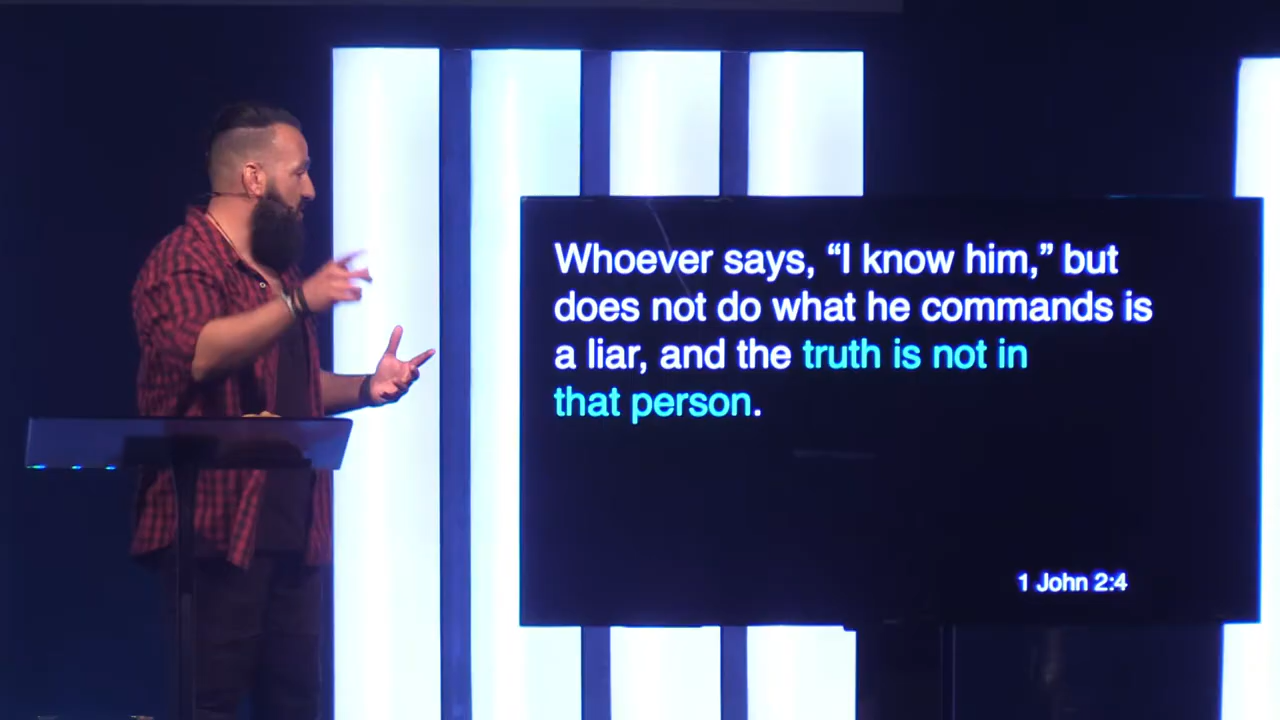 Whoever says, “I know him,” but
does not do what he commands is
a liar, and the truth is not in
that person.
1 John 2:4